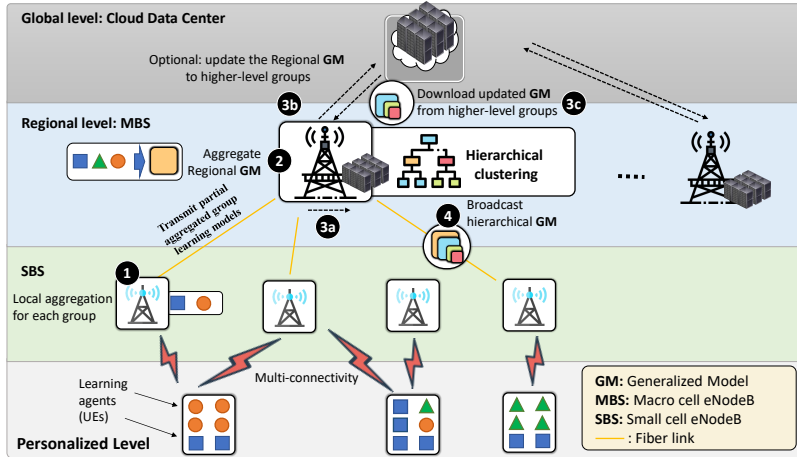 Global level: Cloud Data Center
Optional: update the Regional GM
to higher-level groups
3b
Download updated GM
from higher-level groups
3c
Regional level: MBS
Aggregate
Regional GM
2
Hierarchical
clustering
....
Transmit partial
aggregated group
learning models
3a
4
Broadcast
hierarchical GM
SBS
1
Local aggregation
for each group
Multi-connectivity
Learning
agents
(UEs)
Personalized Level
GM: Generalized Model
MBS: Macro cell eNodeB
SBS: Small cell eNodeB
: Fiber link